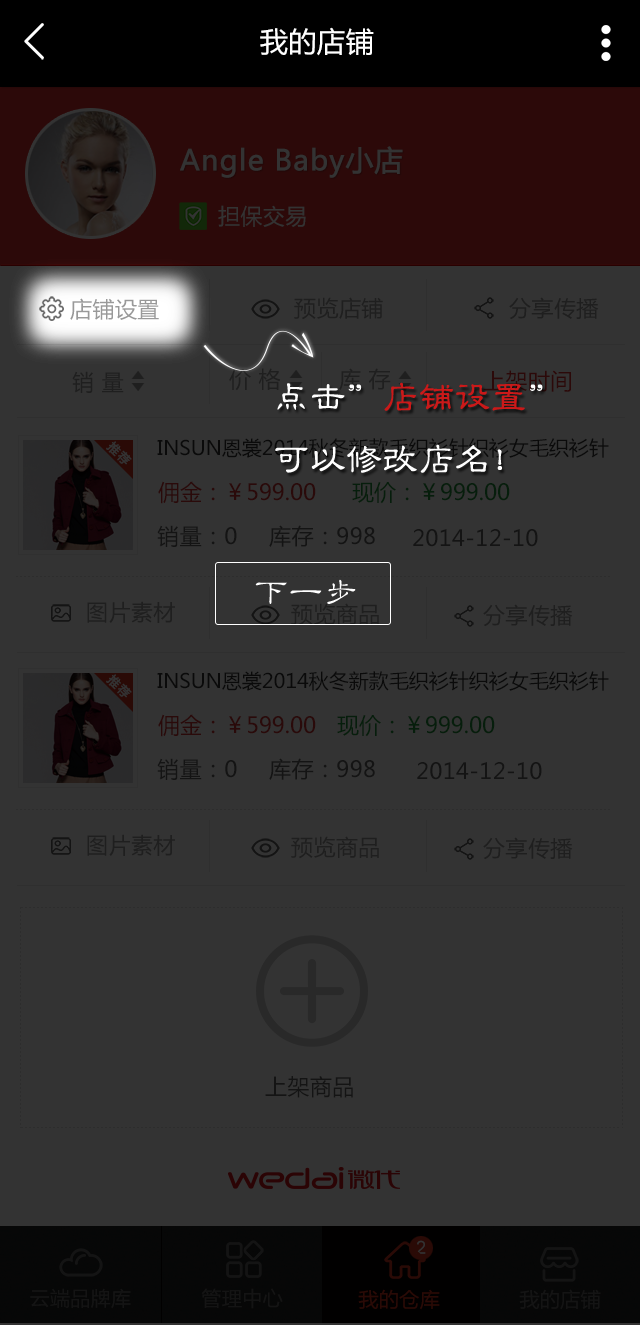 我的店铺
Angle Baby小店
担保交易
店铺设置 预览店铺 分享传播
销 量 价 格 库 存 上架时间
点击”店铺设置”
推荐
INSUN恩裳2014秋冬新款毛织衫针织衫女毛织衫针
可以修改店名!
佣金：￥599.00 现价：￥999.00
销量：0 库存：998 2014-12-10
下一步
图片素材 预览商品 分享传播
推荐
INSUN恩裳2014秋冬新款毛织衫针织衫女毛织衫针
佣金：￥599.00 现价：￥999.00
销量：0 库存：998 2014-12-10
图片素材 预览商品 分享传播
上架商品
wedai微代
2
云端品牌库 管理中心 我的仓库 我的店铺